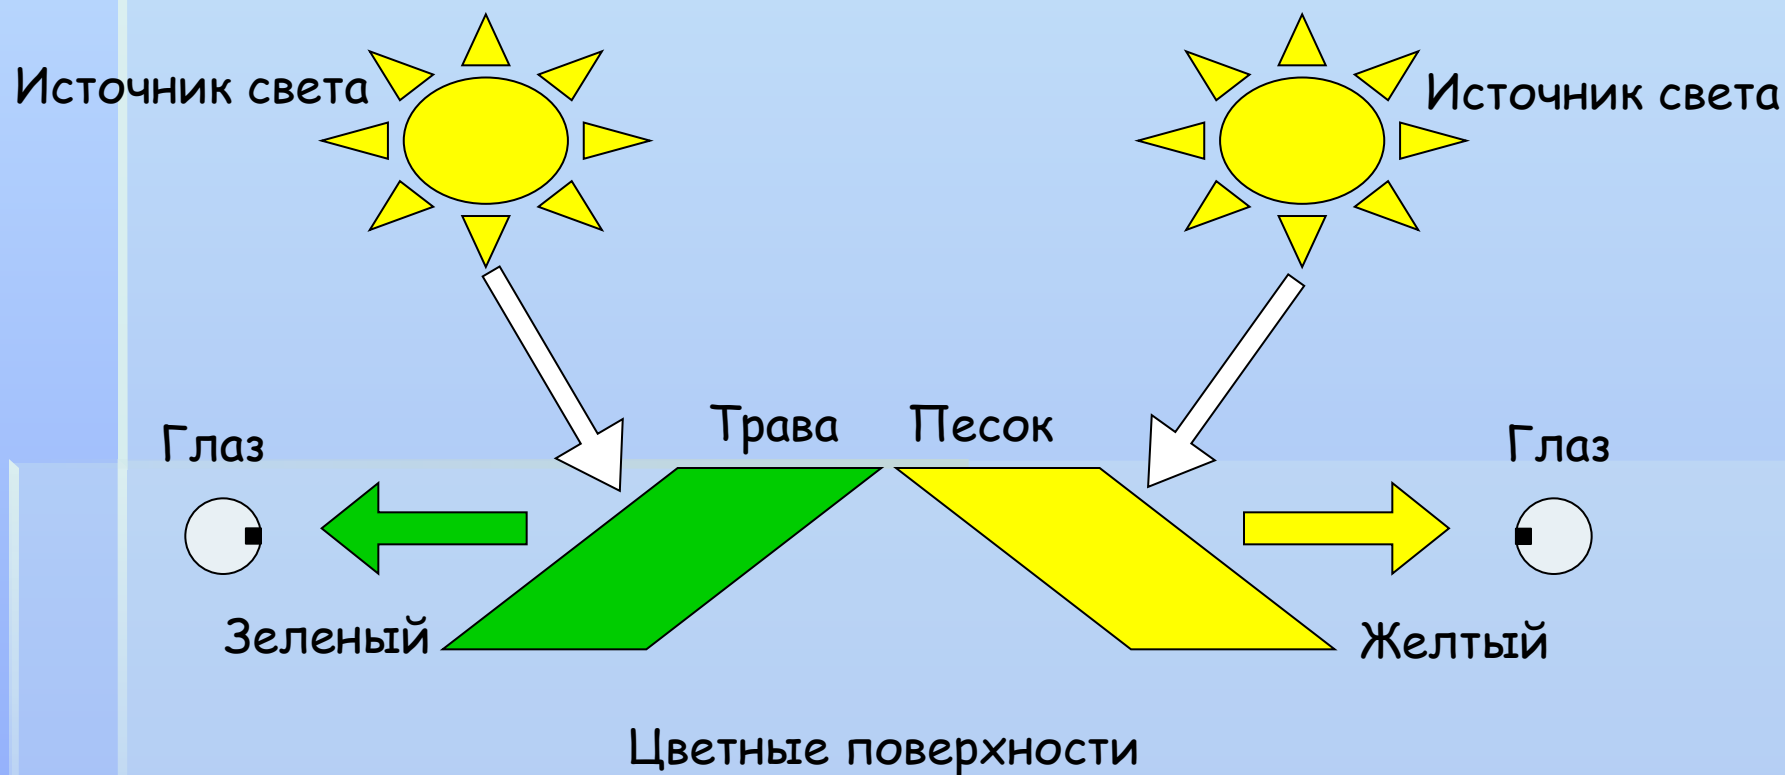 Источник света
Источник света
Трава
Песок
Глаз
Глаз
Зеленый
Желтый
Цветные поверхности